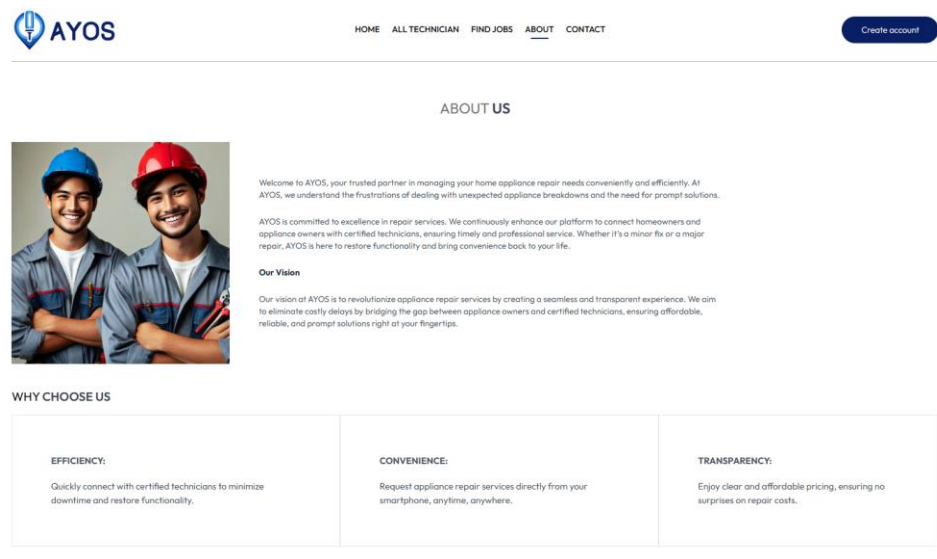 AYOS
HOME ALL TECHNICIAN FIND JOBS ABOUT CONTACT
Create account
ABOUT US
Welcome to AYOS, your trusted partner in managing your home appliance repair needs conveniently and efficiently. At
AYOS, we understand the frustrations of dealing with unexpected appliance breakdowns and the need for prompt solutions.
AYOS is committed to excellence in repair services. We continuously enhance our platform to connect homeowners and
appliance owners with certified technicians, ensuring timely and professional service. Whether it's a minor fix or a major
repair, AYOS is here to restore functionality and bring convenience back to your life.
Our Vision
Our vision at AYOS is to revolutionize appliance repair services by creating a seamless and transparent experience. We aim
to eliminate costly delays by bridging the gap between appliance owners and certified technicians, ensuring affordable,
reliable, and prompt solutions right at your fingertips.
WHY CHOOSE US
EFFICIENCY:
Quickly connect with certified technicians to minimize
downtime and restore functionality.
CONVENIENCE:
Request appliance repair services directly from your
smartphone, anytime, anywhere.
TRANSPARENCY:
Enjoy clear and affordable pricing, ensuring no
surprises on repair costs.